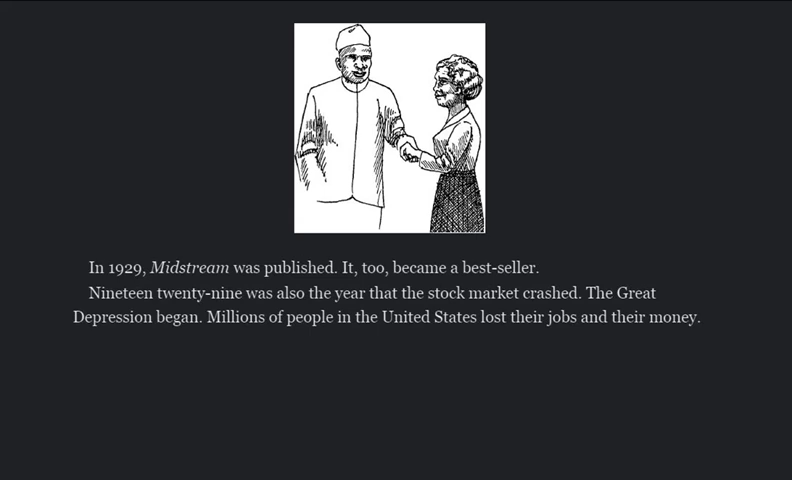 In 1929, Midstream was published. It, too, became a best-seller.
Nineteen twenty-nine was also the year that the stock market crashed. The Great
Depression began. Millions of people in the United States lost their jobs and their money.